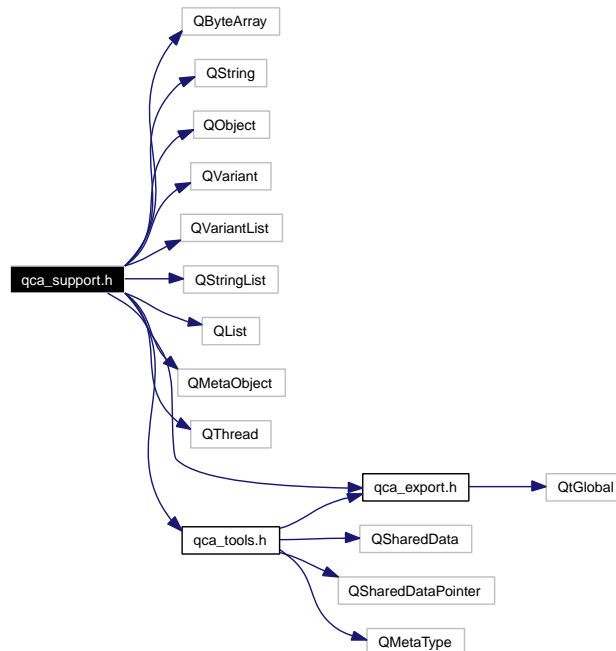 QByteArray
QString
QObject
QVariant
QVariantList
qca_support.h
QStringList
QList
QMetaObject
QThread
qca_export.h
QtGlobal
qca_tools.h
QSharedData
QSharedDataPointer
QMetaType